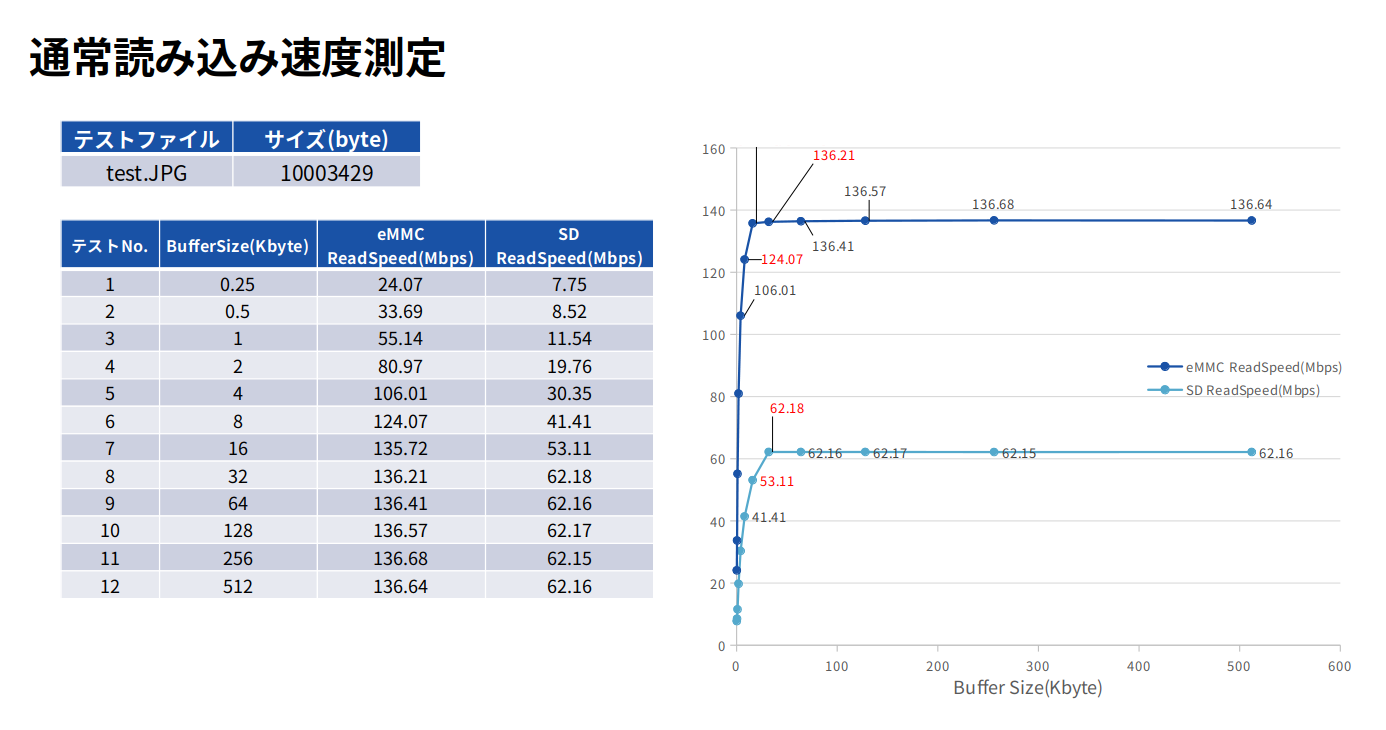 通常読み込み速度測定
テストファイル サイズ(byte)
test.JPG 10003429
テストNo. BufferSize(Kbyte) eMMC ReadSpeed(Mbps) SD ReadSpeed(Mbps)
1 0.25 24.07 7.75
2 0.5 33.69 8.52
3 1 55.14 11.54
4 2 80.97 19.76
5 4 106.01 30.35
6 8 124.07 41.41
7 16 135.72 53.11
8 32 136.21 62.18
9 64 136.41 62.16
10 128 136.57 62.17
11 256 136.68 62.15
12 512 136.64 62.16
160
140
120
100
80
60
40
20
0
136.21
136.57
136.68
136.64
136.41
124.07
106.01
eMMC ReadSpeed(Mbps)
SD ReadSpeed(Mbps)
62.18
62.16
62.17
62.15
62.16
53.11
41.41
0 100 200 300 400 500 600
Buffer Size(Kbyte)